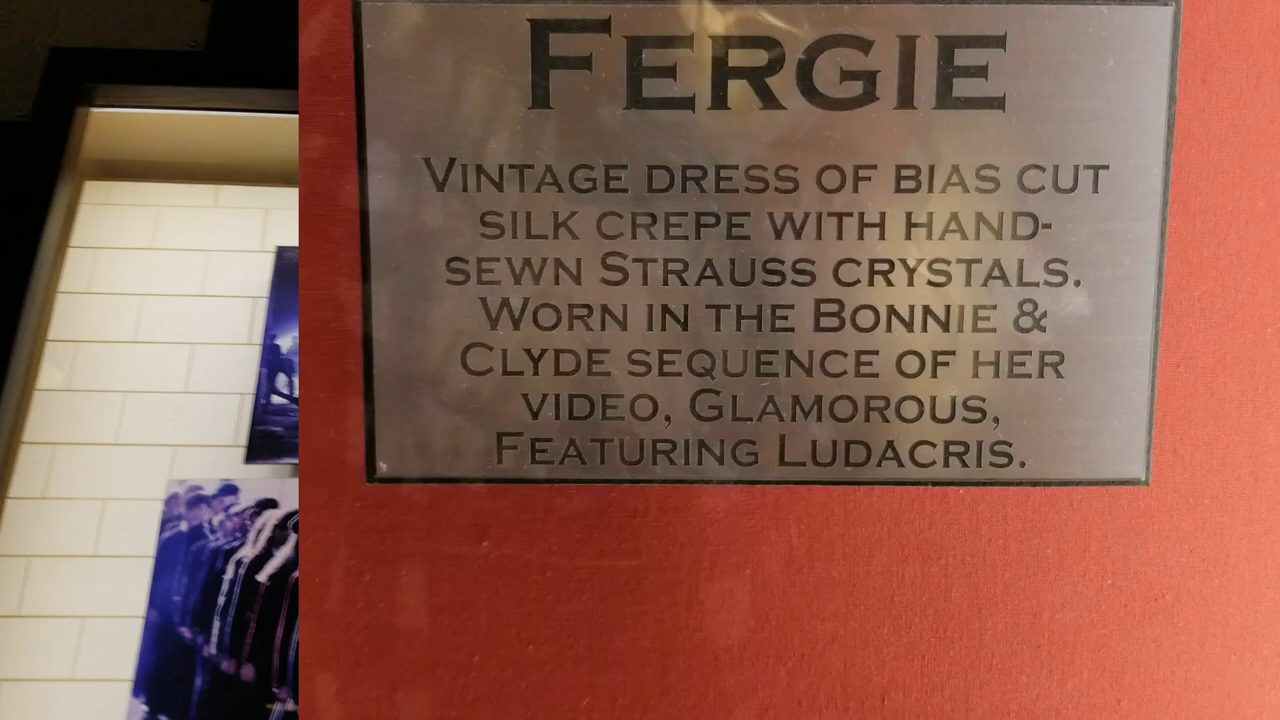 FERGIE
VINTAGE DRESS OF BIAS CUT
SILK CREPE WITH HAND-
SEWN STRAUSS CRYSTALS.
WORN IN THE BONNIE &
CLYDE SEQUENCE OF HER
VIDEO, GLAMOROUS,
FEATURING LUDACRIS.